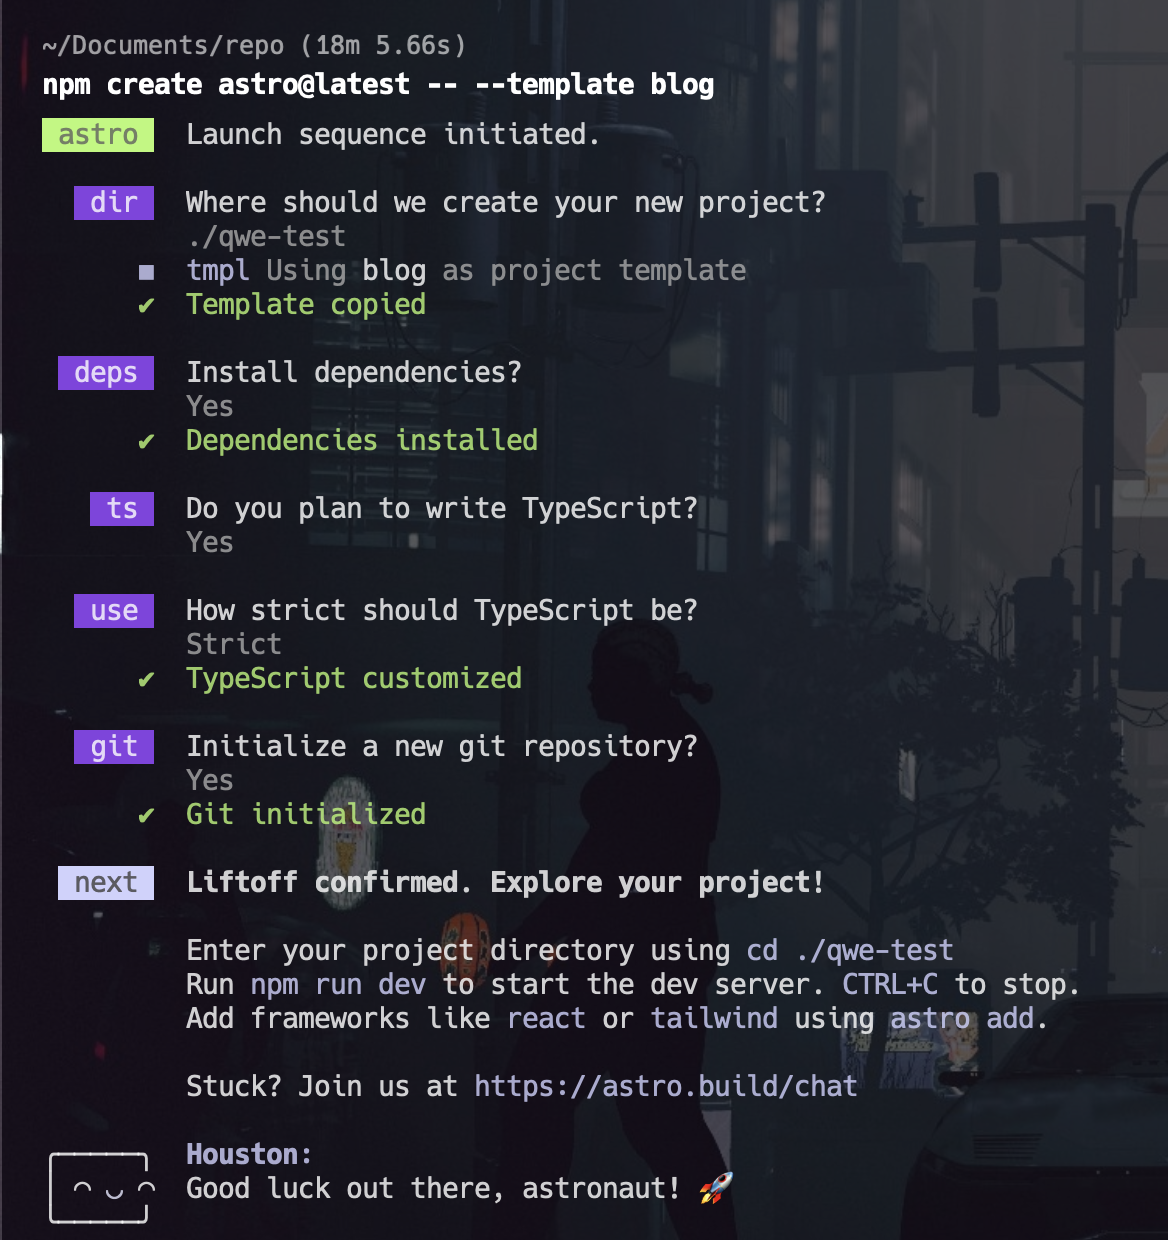 ~/Documents/repo (18m 5.66s)
npm create astro@latest -- --template blog
astro Launch sequence initiated.
dir Where should we create your new project?
./qwe-test
■ tmpl Using blog as project template
✔ Template copied
deps Install dependencies?
Yes
✔ Dependencies installed
ts Do you plan to write TypeScript?
Yes
use How strict should TypeScript be?
Strict
✔ TypeScript customized
git Initialize a new git repository?
Yes
✔ Git initialized
next Liftoff confirmed. Explore your project!
Enter your project directory using cd ./qwe-test
Run npm run dev to start the dev server. CTRL+C to stop.
Add frameworks like react or tailwind using astro add.
Stuck? Join us at https://astro.build/chat
Houston:
Good luck out there, astronaut! 🚀